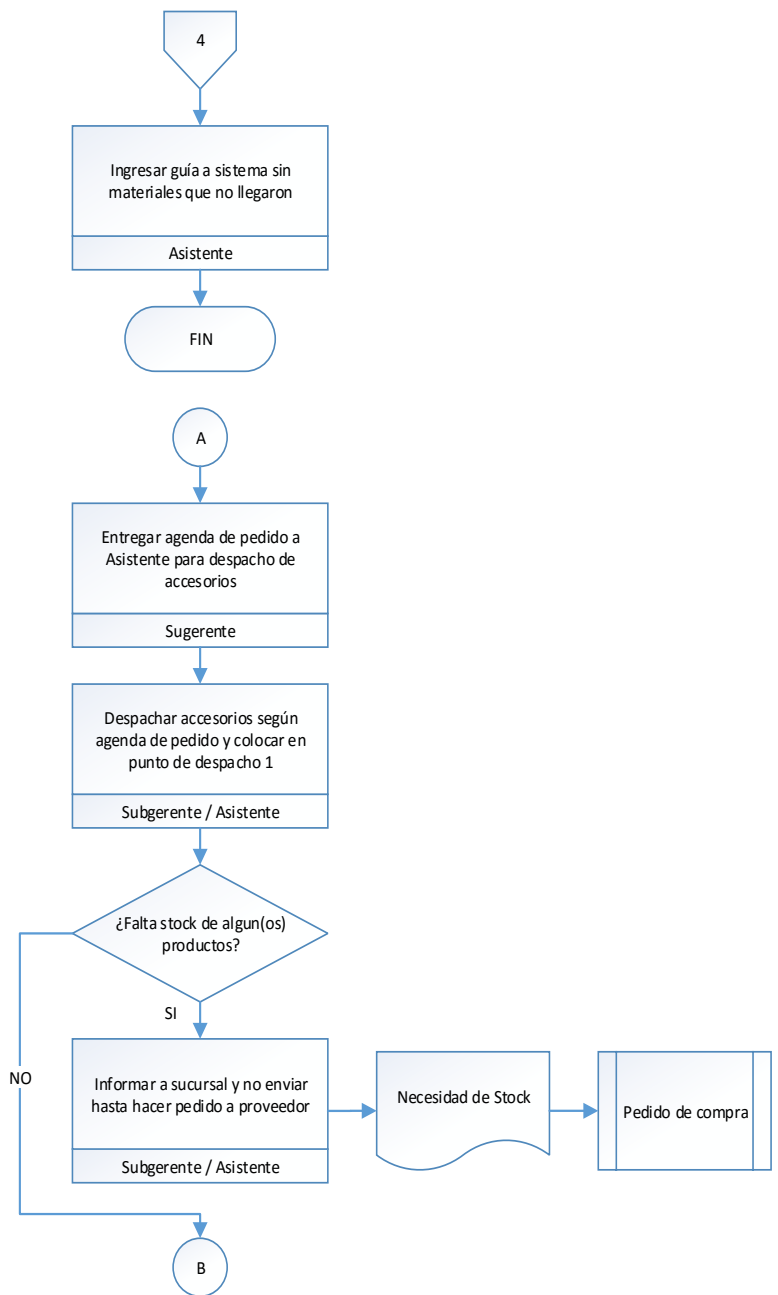 4
Ingresar guía a sistema sin
materiales que no llegaron
Asistente
FIN
A
Entregar agenda de pedido a
Asistente para despacho de
accesorios
Sugerente
Despachar accesorios según
agenda de pedido y colocar en
punto de despacho 1
Subgerente / Asistente
¿Falta stock de algun(os)
productos?
SI
NO
Informar a sucursal y no enviar
hasta hacer pedido a proveedor
Subgerente / Asistente
Necesidad de Stock
Pedido de compra
B